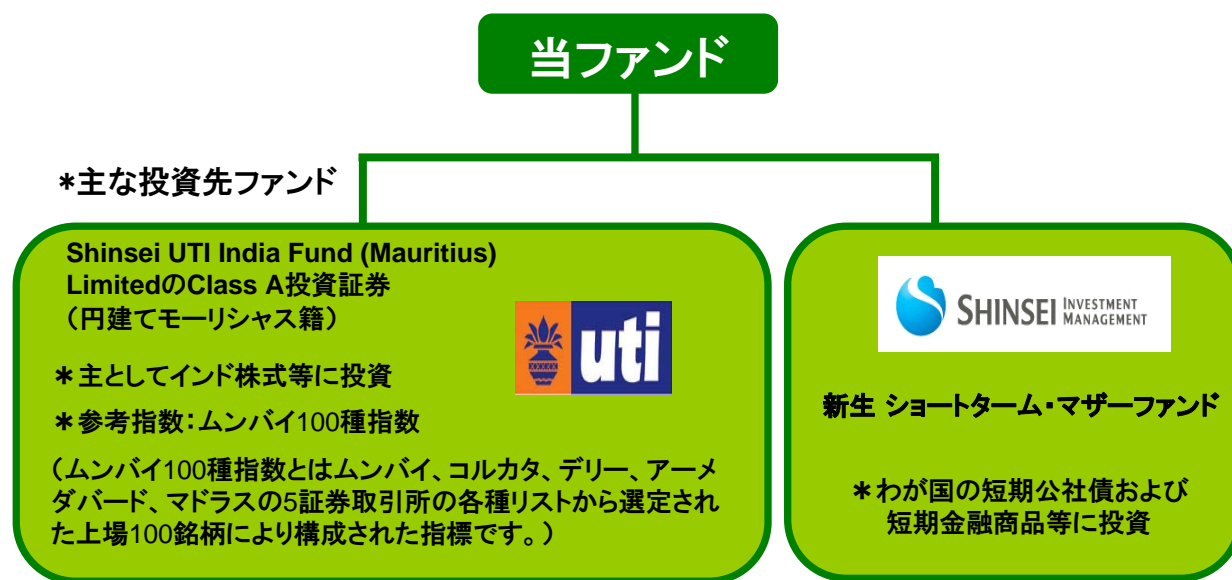 当ファンド
*主な投資先ファンド
Shinsei UTI India Fund (Mauritius)
LimitedのClass A投資証券
（円建てモーリシャス籍）
uti
*主としてインド株式等に投資
*参考指数：ムンバイ100種指数
（ムンバイ100種指数とはムンバイ、コルカタ、デリー、アーメ
ダバード、マドラスの5証券取引所の各種リストから選定され
た上場100銘柄により構成された指標です。）
SHINSEI INVESTMENT
MANAGEMENT
新生 ショートターム・マザーファンド
*わが国の短期公社債および
短期金融商品等に投資